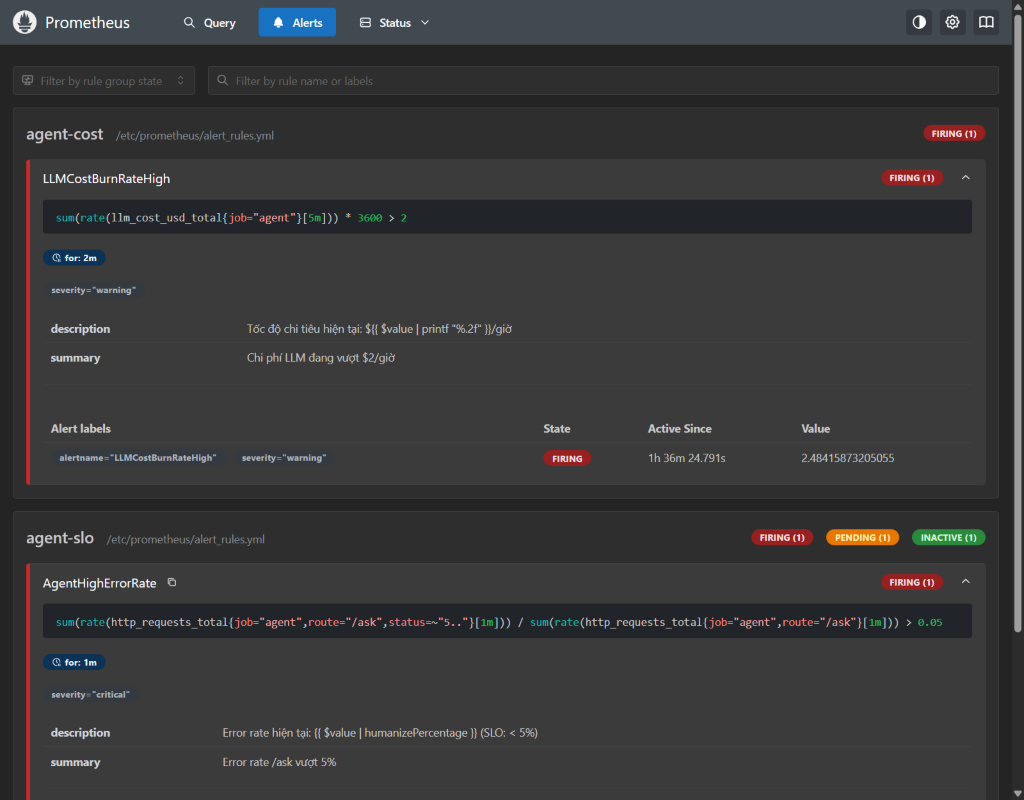 Prometheus Query Alerts Status
Filter by rule group state Filter by rule name or labels
agent-cost /etc/prometheus/alert_rules.yml FIRING (1)
LLMCostBurnRateHigh FIRING (1)
sum(rate(llm_cost_usd_total{job="agent"}[5m])) * 3600 > 2
for: 2m
severity="warning"
description Tốc độ chi tiêu hiện tại: ${{ $value | printf "%.2f" }}/giờ
summary Chi phí LLM đang vượt $2/giờ
Alert labels State Active Since Value
alertname="LLMCostBurnRateHigh" severity="warning" FIRING 1h 36m 24.791s 2.48415873205055
agent-slo /etc/prometheus/alert_rules.yml FIRING (1) PENDING (1) INACTIVE (1)
AgentHighErrorRate FIRING (1)
sum(rate(http_requests_total{job="agent",route="/ask",status=~"5.."}[1m])) / sum(rate(http_requests_total{job="agent",route="/ask"}[1m])) > 0.05
for: 1m
severity="critical"
description Error rate hiện tại: {{ $value | humanizePercentage }} (SLO: < 5%)
summary Error rate /ask vượt 5%